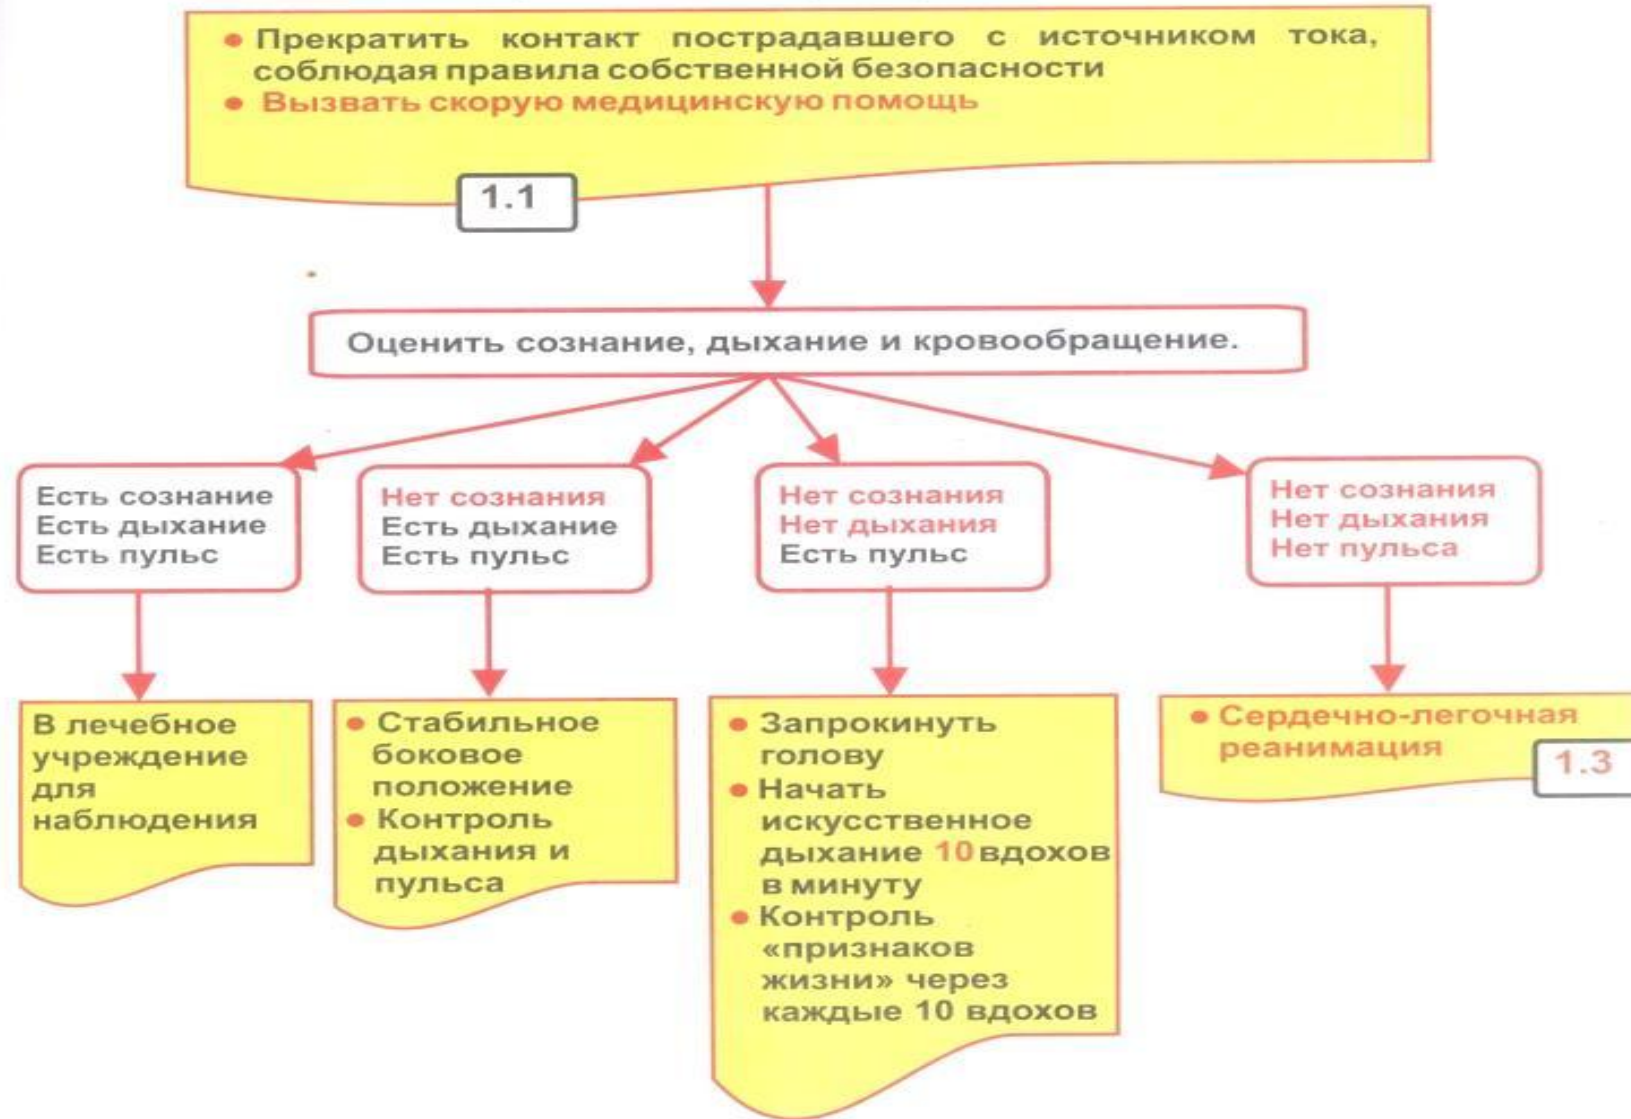 • Прекратить контакт пострадавшего с источником тока,
соблюдая правила собственной безопасности
• Вызвать скорую медицинскую помощь
1.1
Оценить сознание, дыхание и кровообращение.
Есть сознание
Есть дыхание
Есть пульс
Нет сознания
Есть дыхание
Есть пульс
Нет сознания
Нет дыхания
Есть пульс
Нет сознания
Нет дыхания
Нет пульса
В лечебное
учреждение
для
наблюдения
• Стабильное
боковое
положение
• Контроль
дыхания и
пульса
• Запрокинуть
голову
• Начать
искусственное
дыхание 10 вдохов
в минуту
• Контроль
«признаков
жизни» через
каждые 10 вдохов
• Сердечно-легочная
реанимация
1.3